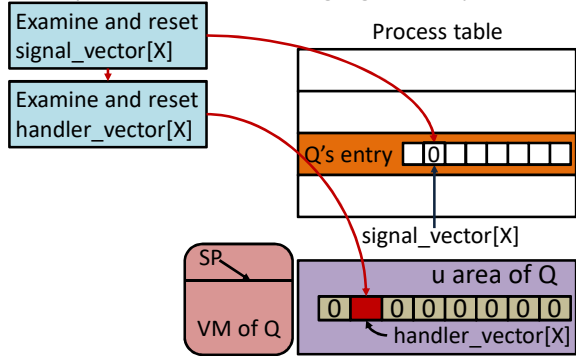 Examine and reset
signal_vector[X]
Process table
Examine and reset
handler_vector[X]
Q's entry
0
signal_vector[X]
SP
u area of Q
0 0 0 0 0 0 0
VM of Q
handler_vector[X]